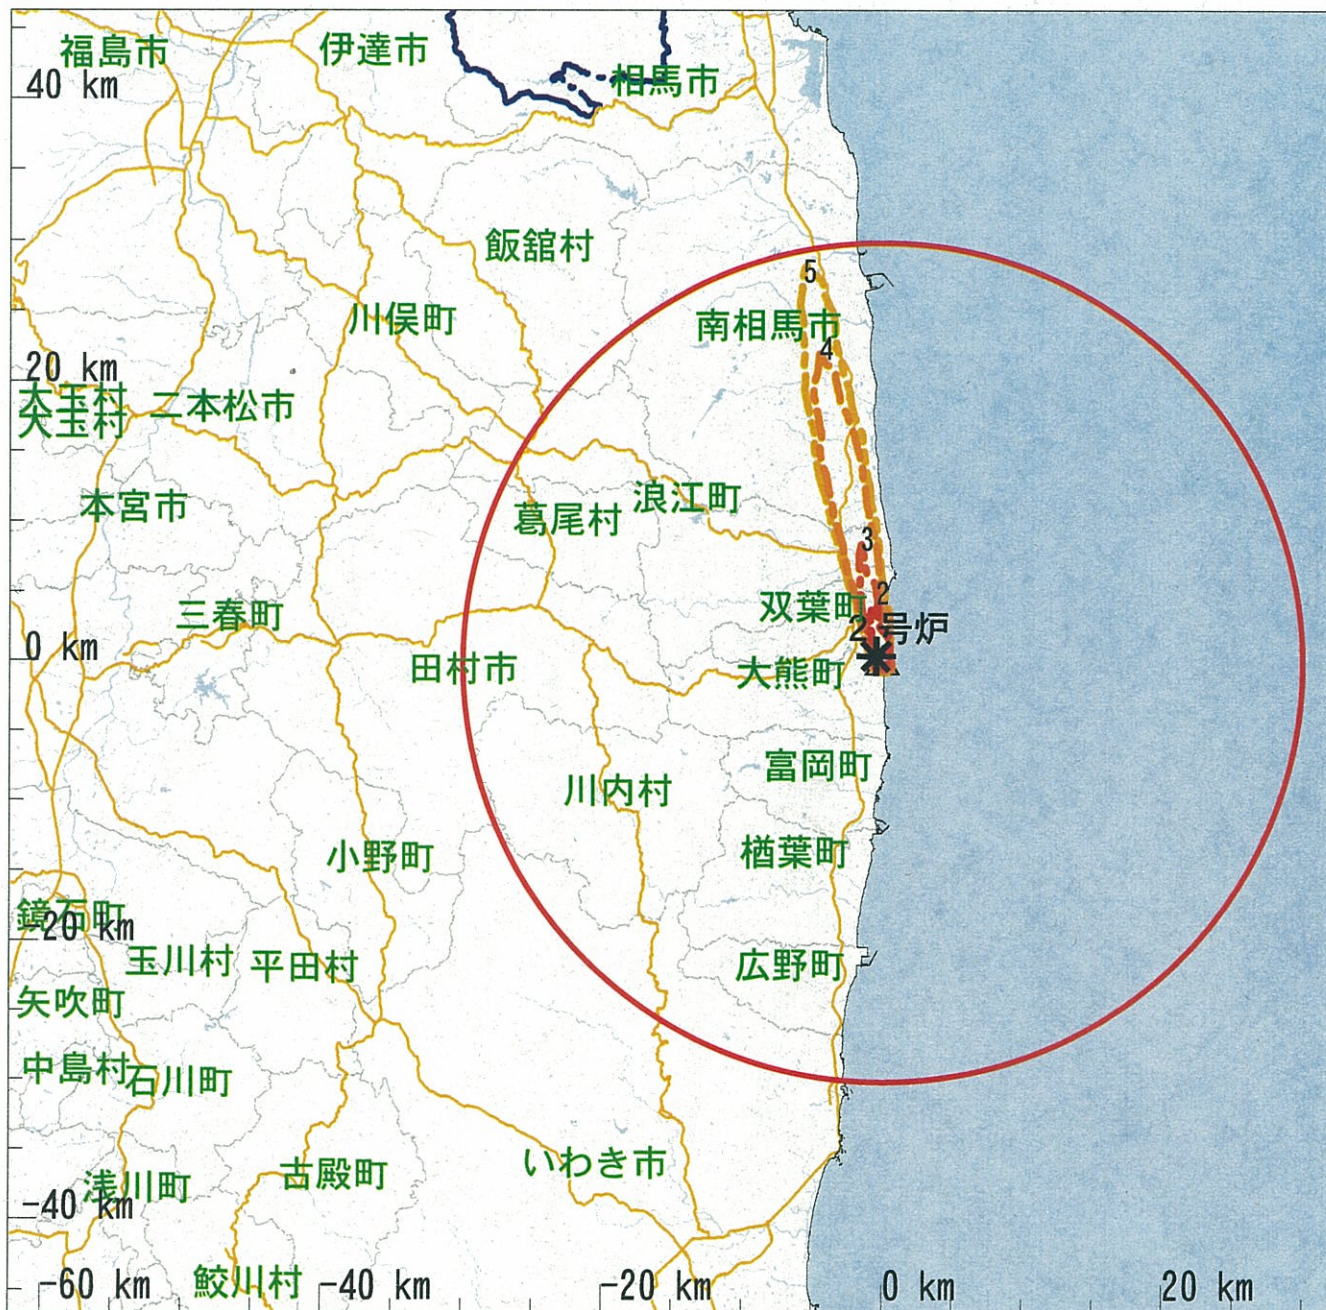 福島市
伊達市
相馬市
40 km
飯舘村
5
川俣町
南相馬市
4
20 km
大玉村
二本松市
大玉村
浪江町
本宮市
葛尾村
3
2
双葉町
三春町
2号炉
0 km
田村市
大熊町
富岡町
川内村
楢葉町
小野町
鏡石町
-20 km
玉川村
平田村
広野町
矢吹町
中島村
石川町
いわき市
古殿町
浅川町
-40 km
鮫川村
-60 km
-40 km
-20 km
0 km
20 km